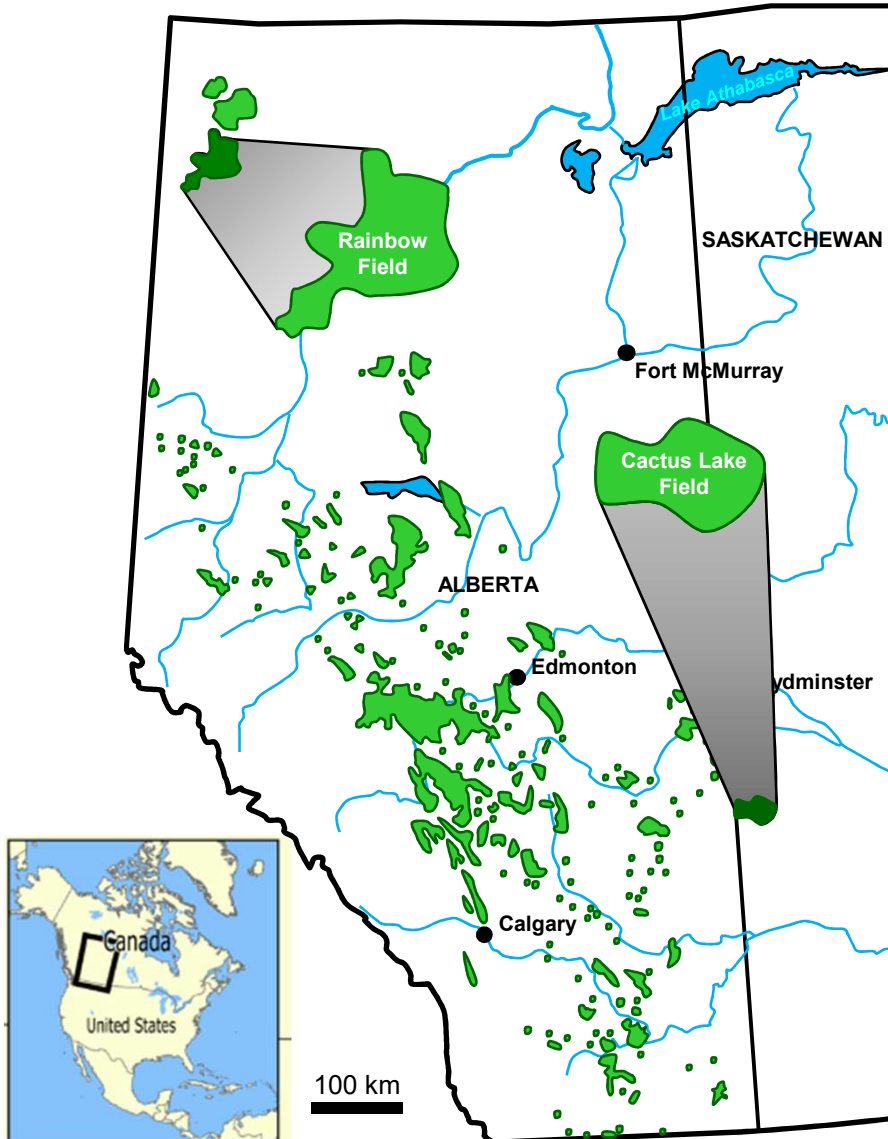 Lake Athabasca
SASKATCHEWAN
Rainbow
Field
Fort McMurray
Cactus Lake
Field
ALBERTA
Edmonton
ydminster
Calgary
Canada
United States
100 km